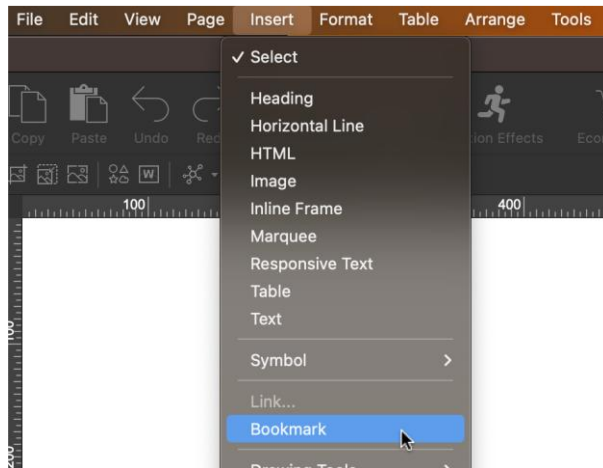 File Edit View Page Insert Format Table Arrange Tools
✓ Select
Heading
Horizontal Line
HTML
Image
Inline Frame
Marquee
Responsive Text
Table
Text
Symbol >
Link...
Bookmark
Copy Paste Undo
ion Effects
W
100
400
100
200